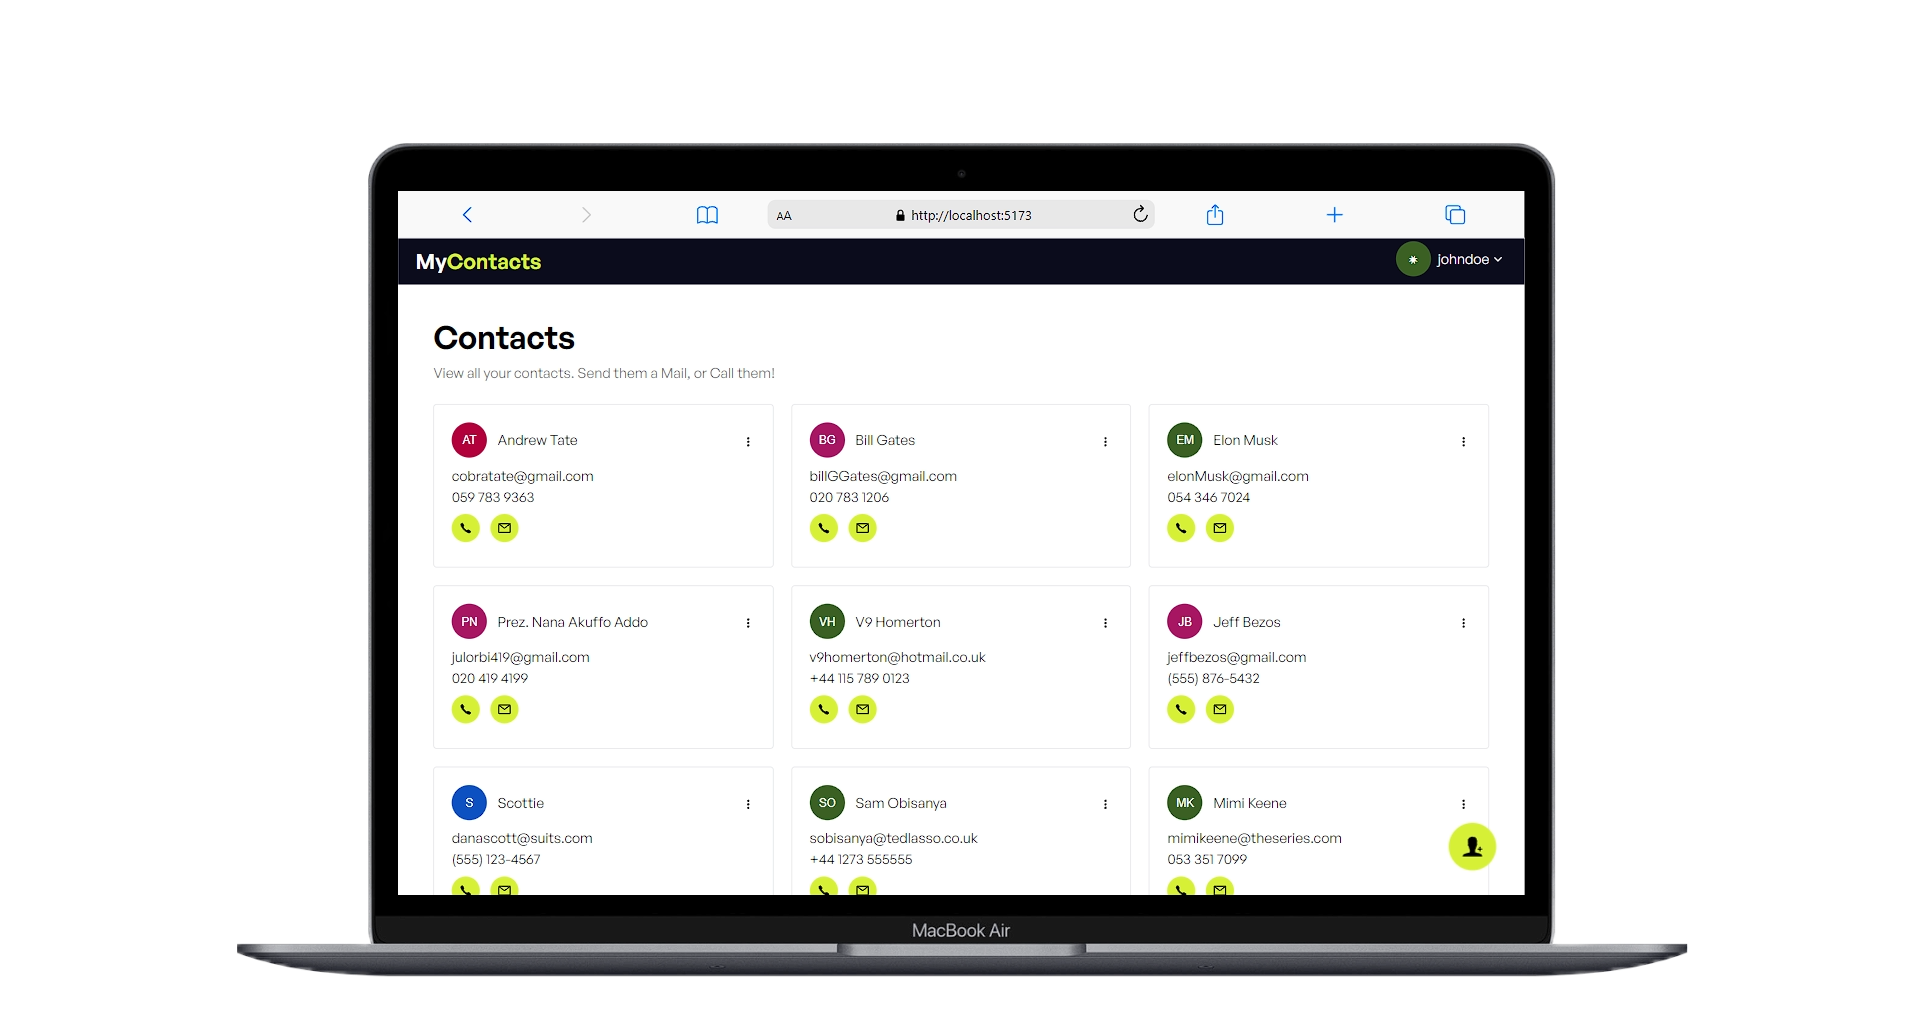 AA http://localhost:5173
MyContacts johndoe
Contacts
View all your contacts. Send them a Mail, or Call them!
AT Andrew Tate
cobratate@gmail.com
059 783 9363
BG Bill Gates
billGGates@gmail.com
020 783 1206
EM Elon Musk
elonMusk@gmail.com
054 346 7024
PN Prez. Nana Akuffo Addo
julorbi419@gmail.com
020 419 4199
VH V9 Homerton
v9homerton@hotmail.co.uk
+44 115 789 0123
JB Jeff Bezos
jeffbezos@gmail.com
(555) 876-5432
S Scottie
danascott@suits.com
(555) 123-4567
SO Sam Obisanya
sobisanya@tedlasso.co.uk
+44 1273 555555
MK Mimi Keene
mimikeene@theseries.com
053 351 7099
MacBook Air